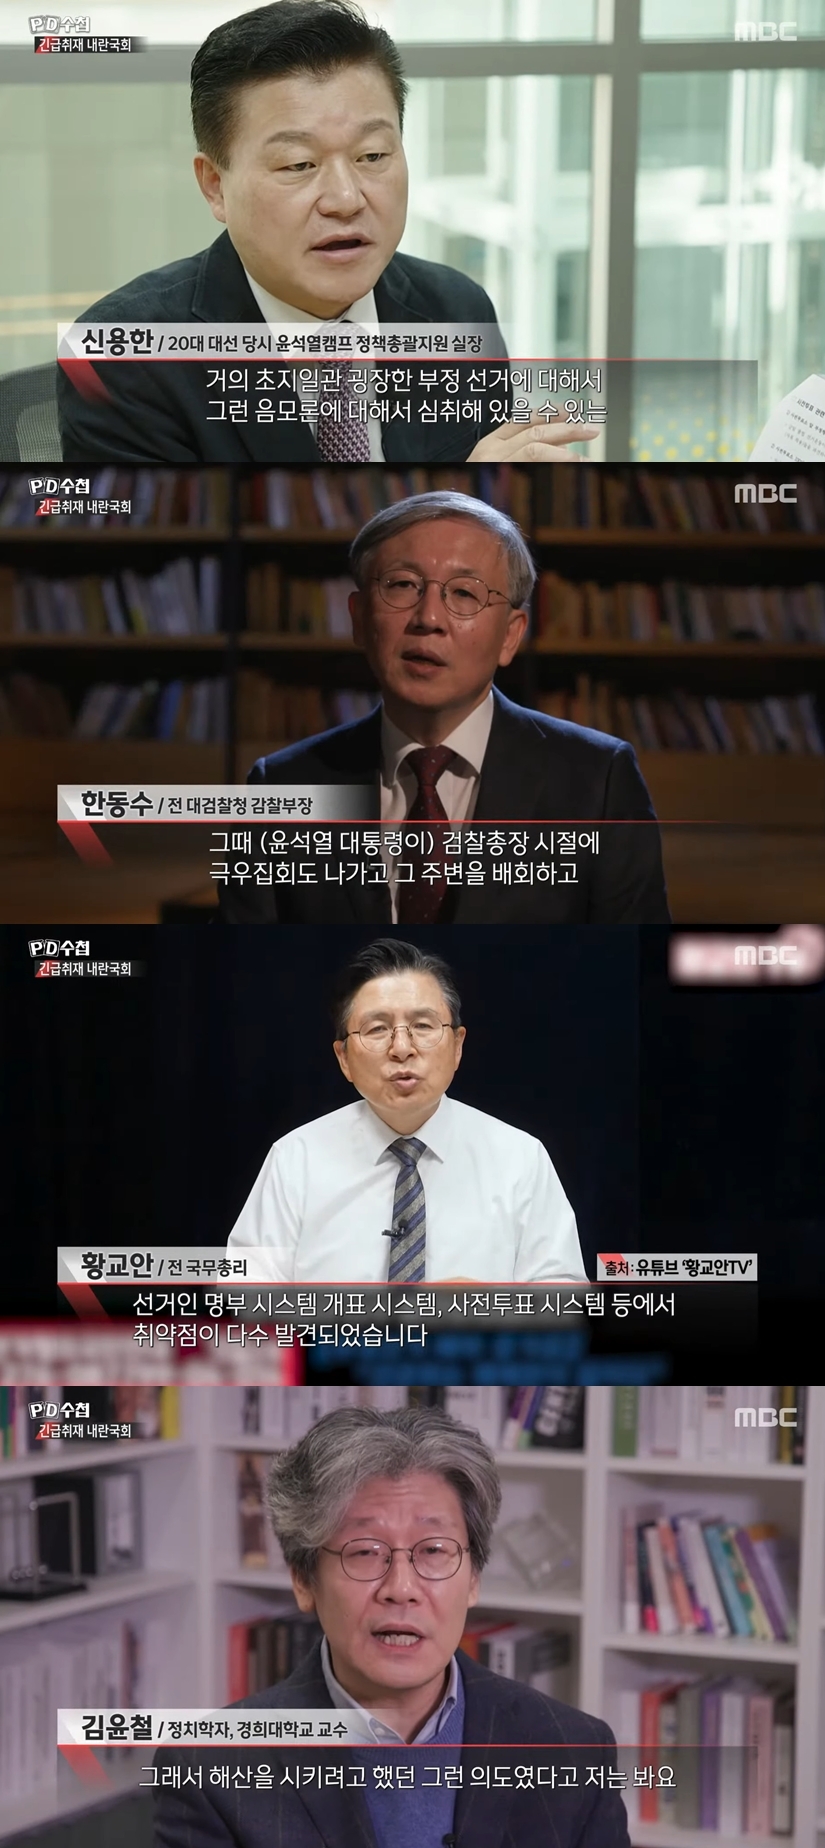 PD수첩
긴급취재 내란국회
MBC
신용한 / 20대 대선 당시 윤석열캠프 정책총괄지원 실장
거의 초지일관 굉장한 부정 선거에 대해서
그런 음모론에 대해서 심취해 있을 수 있는
PD수첩
긴급취재 내란국회
MBC
한동수 / 전 대검찰청 감찰부장
그때 (윤석열 대통령이) 검찰총장 시절에
극우집회도 나가고 그 주변을 배회하고
PD수첩
긴급취재 내란국회
MBC
황교안 / 전 국무총리
출처: 유튜브 '황교안TV'
선거인 명부 시스템 개표 시스템, 사전투표 시스템 등에서
취약점이 다수 발견되었습니다
PD수첩
긴급취재 내란국회
MBC
김윤철 / 정치학자, 경희대학교 교수
그래서 해산을 시키려고 했던 그런 의도였다고 저는 봐요